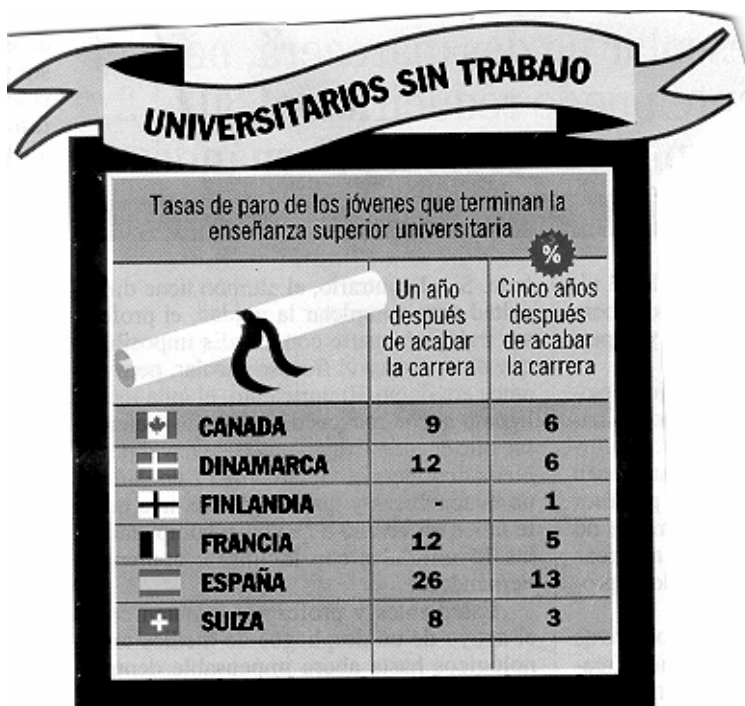 UNIVERSITARIOS SIN TRABAJO
Tasas de paro de los jóvenes que terminan la
enseñanza superior universitaria
%
Un año
después
de acabar
la carrera
Cinco años
después
de acabar
la carrera
CANADA 9 6
DINAMARCA 12 6
FINLANDIA - 1
FRANCIA 12 5
ESPAÑA 26 13
SUIZA 8 3